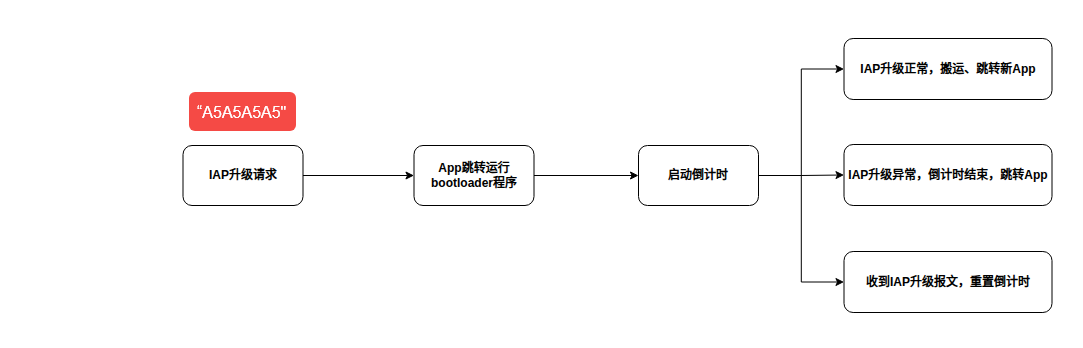 “A5A5A5A5"
IAP升级请求
App跳转运行
bootloader程序
启动倒计时
IAP升级正常，搬运、跳转新App
IAP升级异常，倒计时结束，跳转App
收到IAP升级报文，重置倒计时